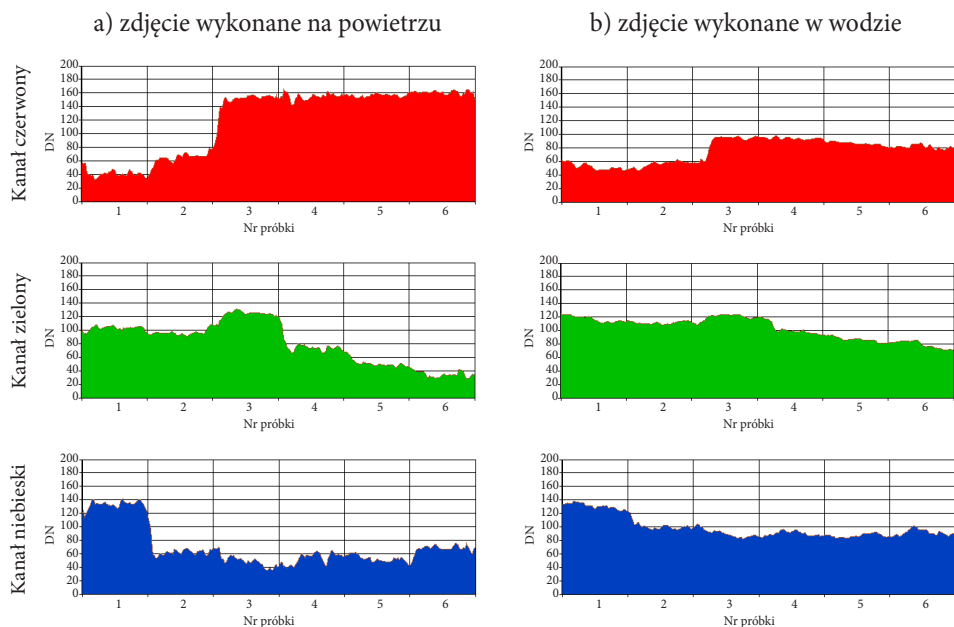 a) zdjęcie wykonane na powietrzu
b) zdjęcie wykonane w wodzie
Kanał czerwony
DN
200
180
160
140
120
100
80
60
40
20
0
1 2 3 4 5 6
Nr próbki
DN
200
180
160
140
120
100
80
60
40
20
0
1 2 3 4 5 6
Nr próbki
Kanał zielony
DN
200
180
160
140
120
100
80
60
40
20
0
1 2 3 4 5 6
Nr próbki
DN
200
180
160
140
120
100
80
60
40
20
0
1 2 3 4 5 6
Nr próbki
Kanał niebieski
DN
200
180
160
140
120
100
80
60
40
20
0
1 2 3 4 5 6
Nr próbki
DN
200
180
160
140
120
100
80
60
40
20
0
1 2 3 4 5 6
Nr próbki